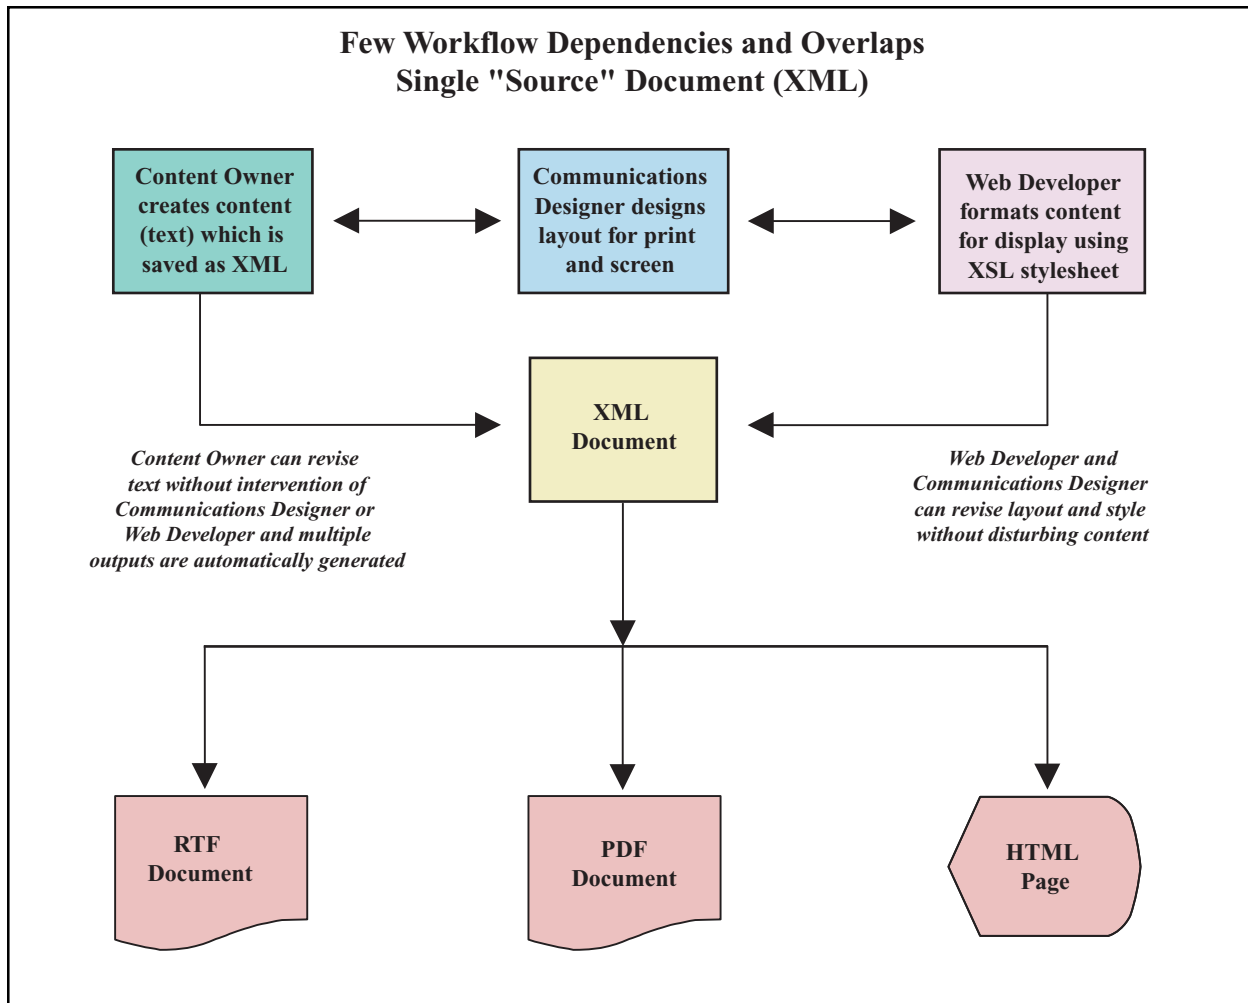 Few Workflow Dependencies and Overlaps
Single "Source" Document (XML)
Content Owner
creates content
(text) which is
saved as XML
Communications
Designer designs
layout for print
and screen
Web Developer
formats content
for display using
XSL stylesheet
XML
Document
Content Owner can revise
text without intervention of
Communications Designer or
Web Developer and multiple
outputs are automatically generated
Web Developer and
Communications Designer
can revise layout and style
without disturbing content
RTF
Document
PDF
Document
HTML
Page